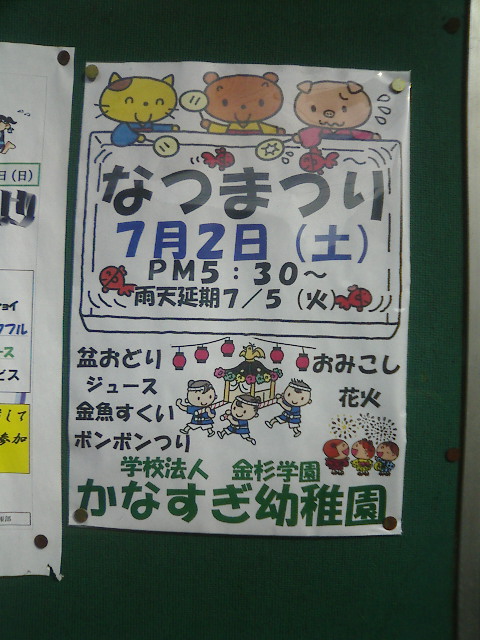 なつまつり
7月2日（土）
PM5：30～
雨天延期7／5（火）
盆おどり
おみこし
ジュース
花火
金魚すくい
ボンボンつり
学校法人　金杉学園
かなすぎ幼稚園
日（日）
フル
ース
ビス
して
参加